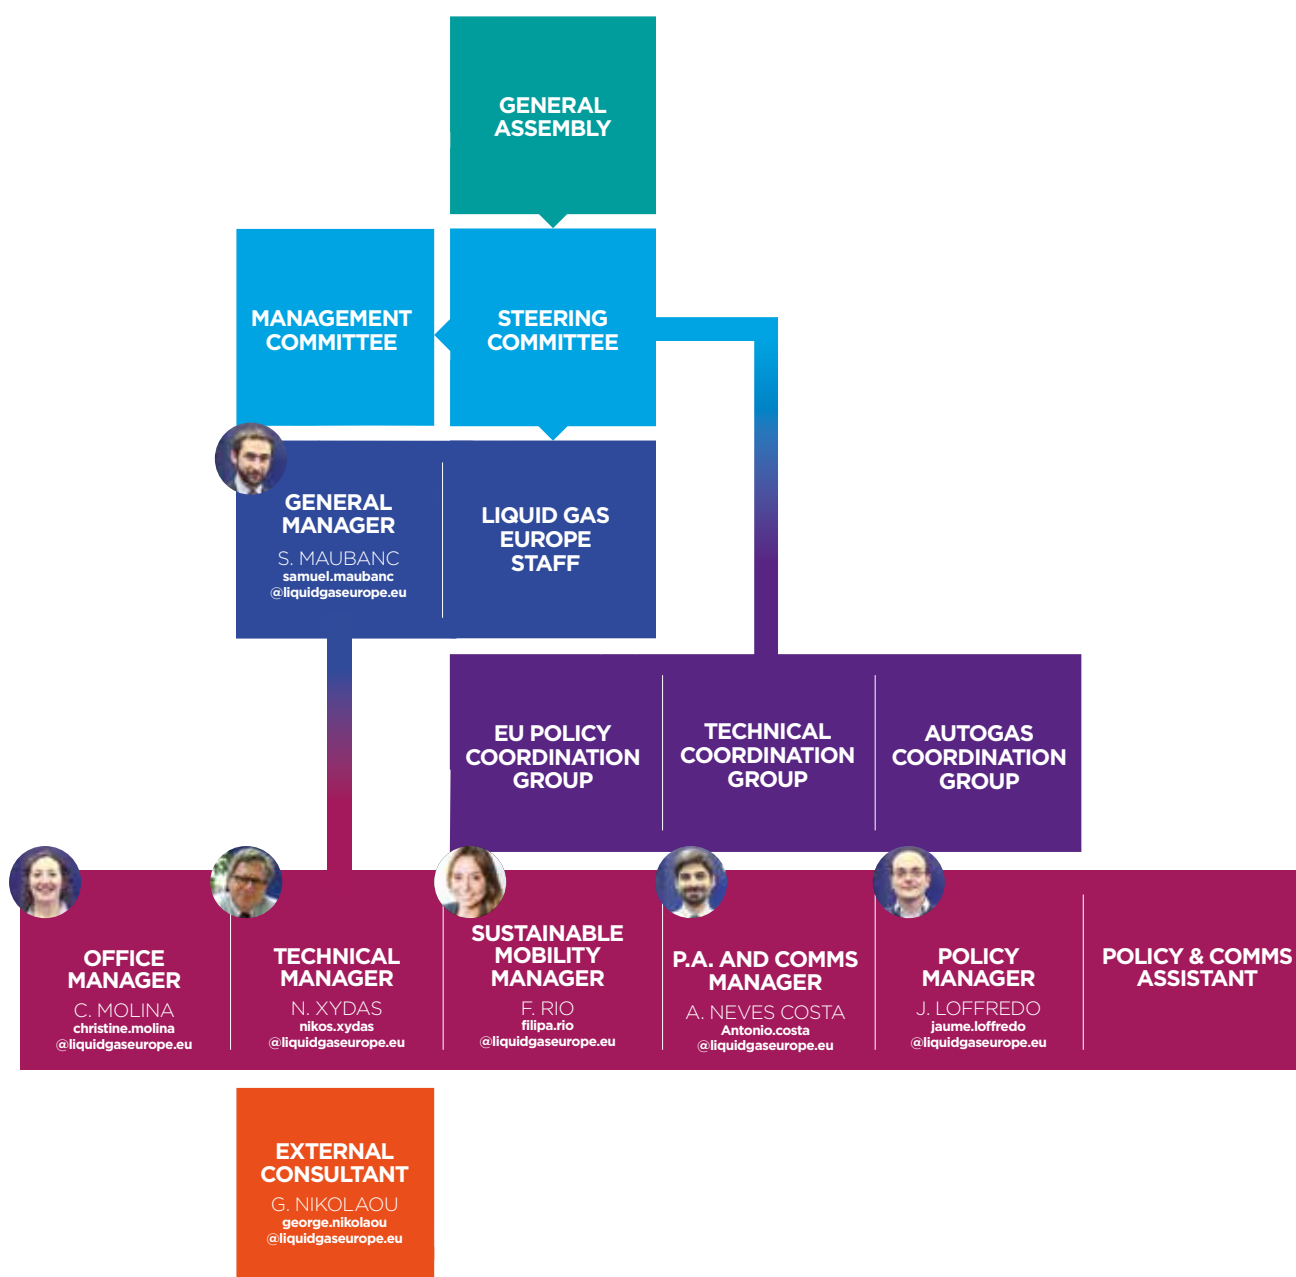 GENERAL
ASSEMBLY
MANAGEMENT
COMMITTEE
STEERING
COMMITTEE
GENERAL
MANAGER
S. MAUBANC
samuel.maubanc
@liquidgaseurope.eu
LIQUID GAS
EUROPE
STAFF
EU POLICY
COORDINATION
GROUP
TECHNICAL
COORDINATION
GROUP
AUTOGAS
COORDINATION
GROUP
OFFICE
MANAGER
C. MOLINA
christine.molina
@liquidgaseurope.eu
TECHNICAL
MANAGER
N. XYDAS
nikos.xydas
@liquidgaseurope.eu
SUSTAINABLE
MOBILITY
MANAGER
F. RIO
filipa.rio
@liquidgaseurope.eu
P.A. AND COMMS
MANAGER
A. NEVES COSTA
Antonio.costa
@liquidgaseurope.eu
POLICY
MANAGER
J. LOFFREDO
jaume.loffredo
@liquidgaseurope.eu
POLICY & COMMS
ASSISTANT
EXTERNAL
CONSULTANT
G. NIKOLAOU
george.nikolaou
@liquidgaseurope.eu